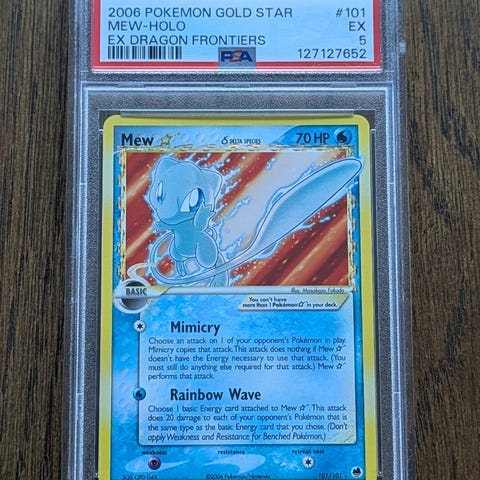 2006 POKEMON GOLD STAR #101
MEW-HOLO EX
EX DRAGON FRONTIERS 5
PSA 127127652
Mew ☆ δ DELTA SPECIES 70 HP
Illus. Masakazu Fukuda
BASIC
You can't have
more than 1 Pokémon☆ in your deck.
Mimicry
Choose an attack on 1 of your opponent's Pokémon in play.
Mimicry copies that attack. This attack does nothing if Mew ☆
doesn't have the Energy necessary to use that attack. (You
must still do anything else required for that attack.) Mew ☆
performs that attack.
Rainbow Wave
Choose 1 basic Energy card attached to Mew ☆. This attack
does 20 damage to each of your opponent's Pokémon that is
the same type as the basic Energy card that you chose. (Don't
apply Weakness and Resistance for Benched Pokémon.)
weakness resistance retreat cost
©2006 Pokémon/Nintendo 101/101